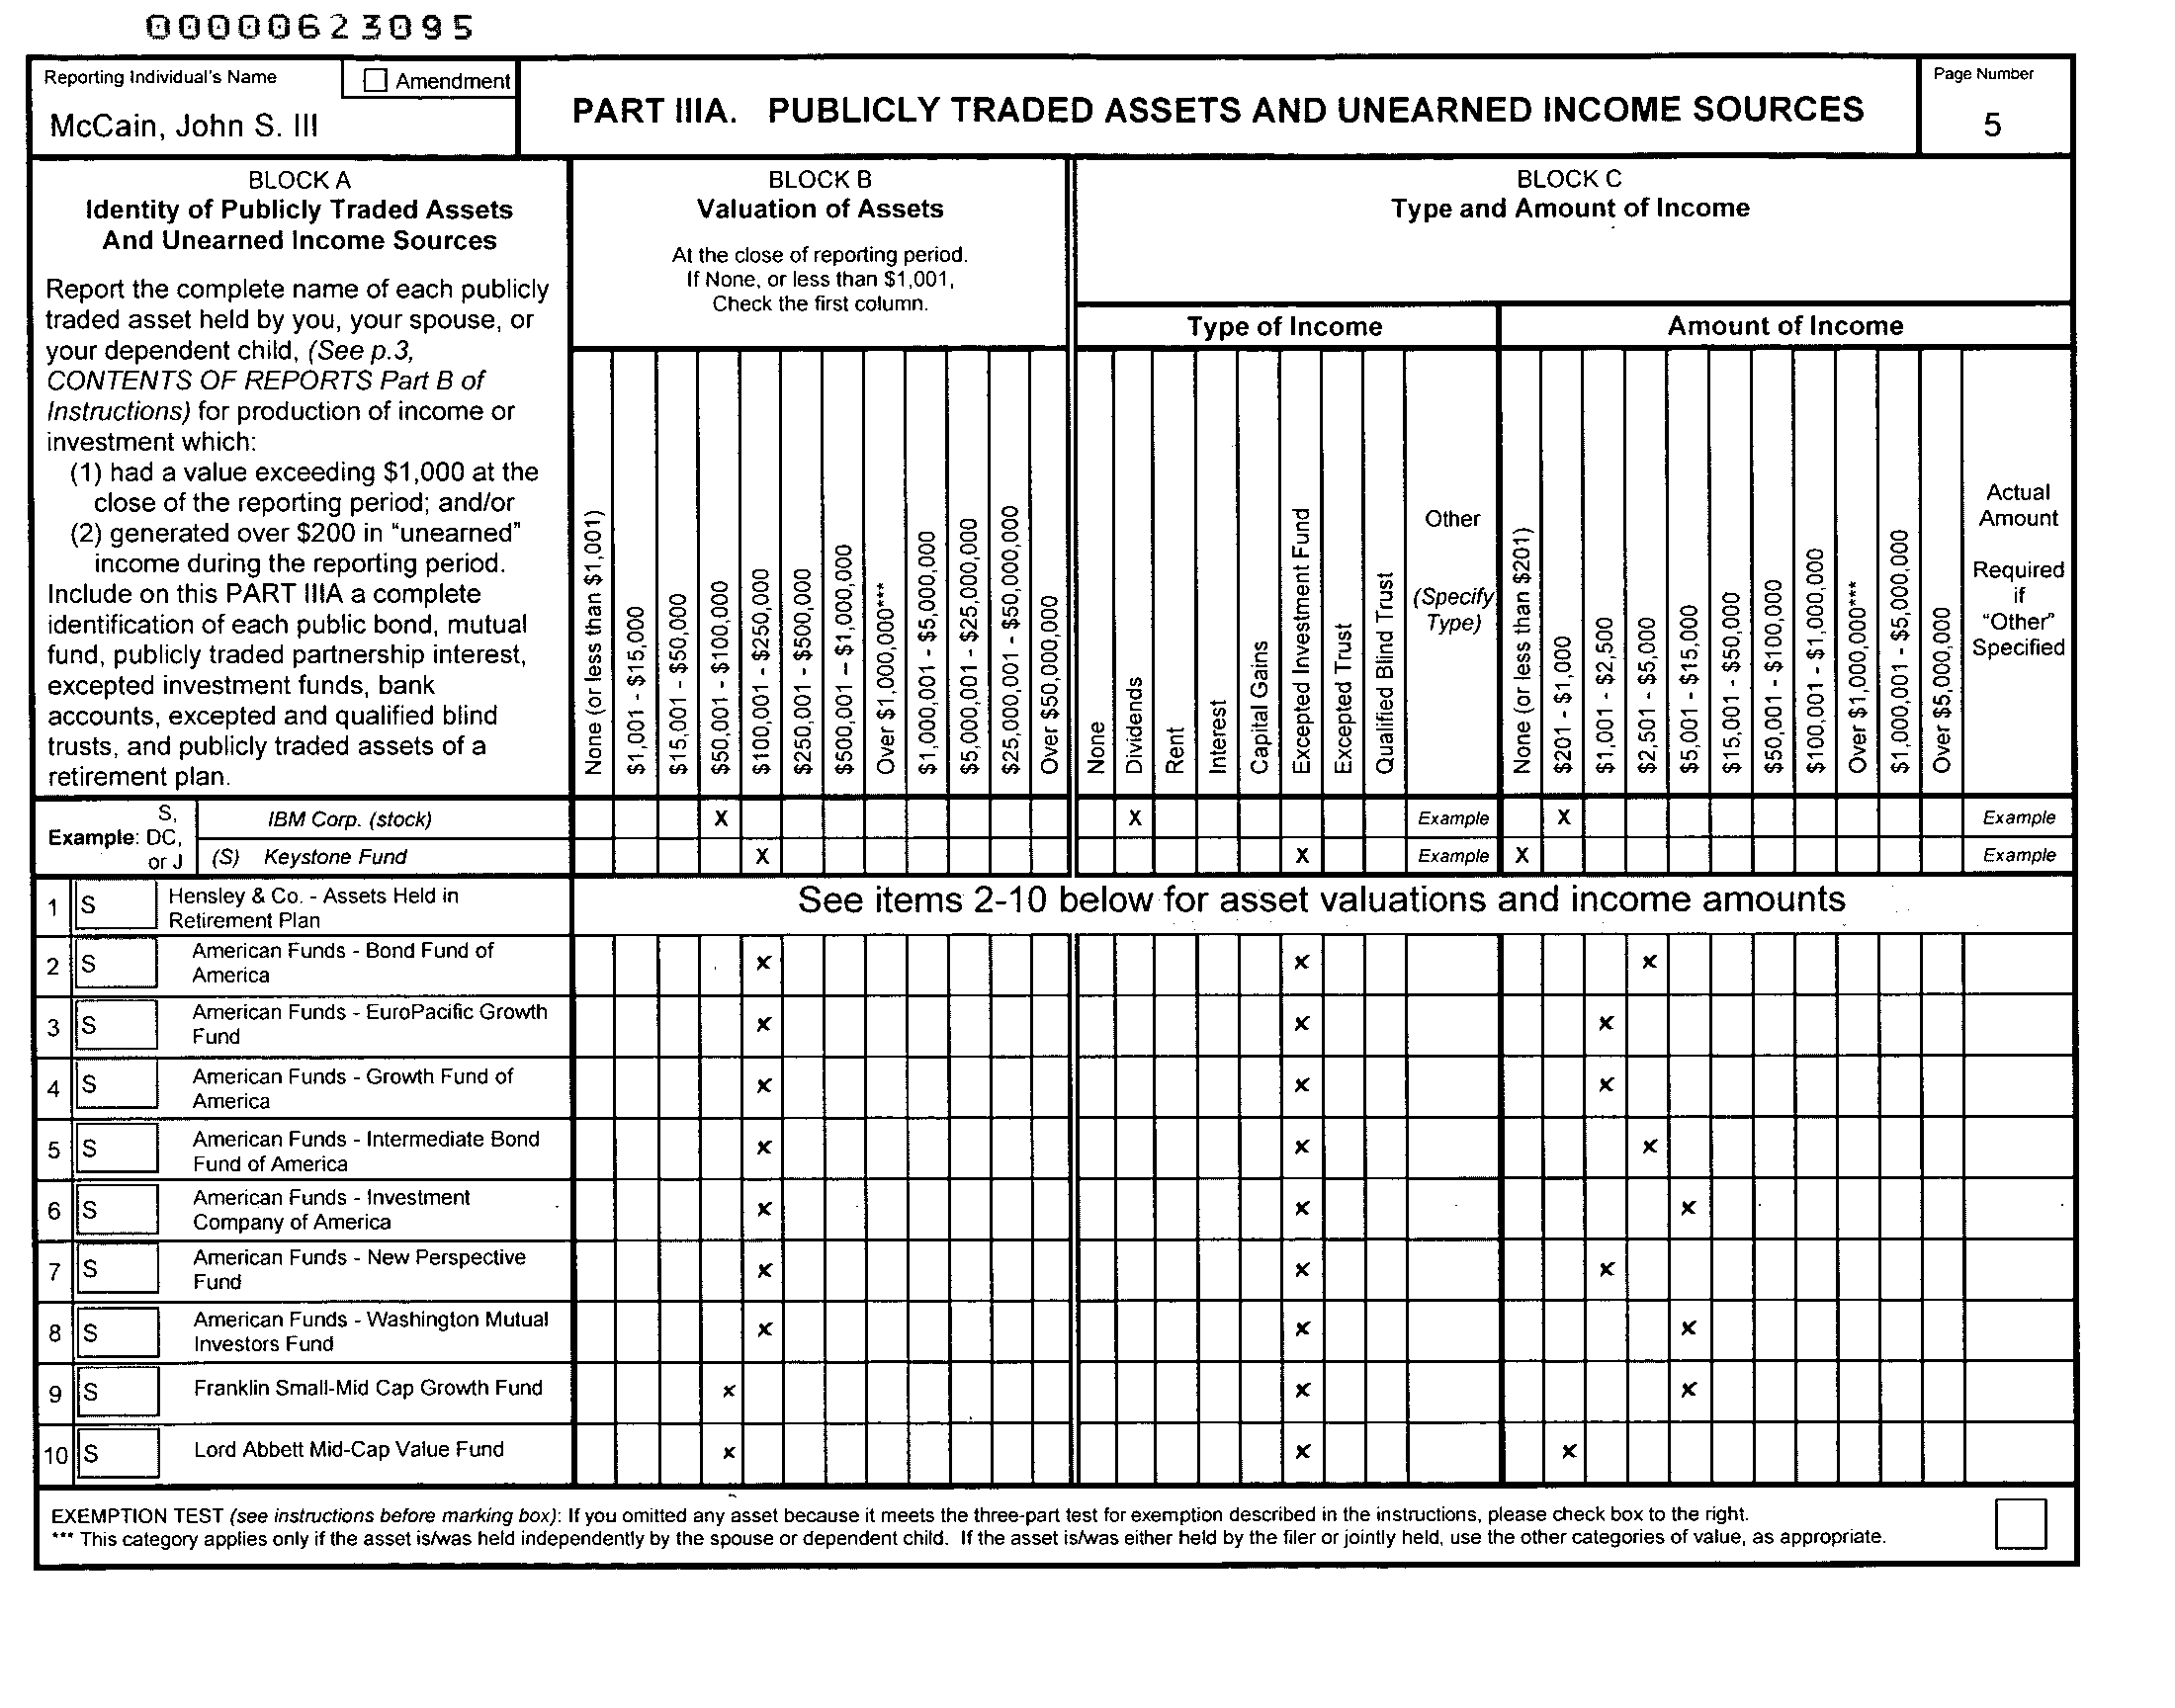 00000623095
Reporting Individual's Name
Amendment
McCain, John S. III
PART IIIA. PUBLICLY TRADED ASSETS AND UNEARNED INCOME SOURCES
Page Number
5
BLOCK A
Identity of Publicly Traded Assets
And Unearned Income Sources
Report the complete name of each publicly
traded asset held by you, your spouse, or
your dependent child, (See p.3,
CONTENTS OF REPORTS Part B of
Instructions) for production of income or
investment which:
(1) had a value exceeding $1,000 at the
close of the reporting period; and/or
(2) generated over $200 in "unearned"
income during the reporting period.
Include on this PART IIIA a complete
identification of each public bond, mutual
fund, publicly traded partnership interest,
excepted investment funds, bank
accounts, excepted and qualified blind
trusts, and publicly traded assets of a
retirement plan.
BLOCK B
Valuation of Assets
At the close of reporting period.
If None, or less than $1,001,
Check the first column.
None (or less than $1,001)
$1,001 - $15,000
$15,001 - $50,000
$50,001 - $100,000
$100,001 - $250,000
$250,001 - $500,000
$500,001 – $1,000,000
Over $1,000,000***
$1,000,001 - $5,000,000
$5,000,001 - $25,000,000
$25,000,001 - $50,000,000
Over $50,000,000
BLOCK C
Type and Amount of Income
Type of Income
None
Dividends
Rent
Interest
Capital Gains
Excepted Investment Fund
Excepted Trust
Qualified Blind Trust
Other
(Specify
Type)
Amount of Income
None (or less than $201)
$201 - $1,000
$1,001 - $2,500
$2,501 - $5,000
$5,001 - $15,000
$15,001 - $50,000
$50,001 - $100,000
$100,001 - $1,000,000
Over $1,000,000***
$1,000,001 - $5,000,000
Over $5,000,000
Actual
Amount
Required
if
"Other"
Specified
S,
Example: DC,
or J
IBM Corp. (stock) X X Example X Example
(S) Keystone Fund X X Example X Example
1 S Hensley & Co. - Assets Held in
Retirement Plan
See items 2-10 below for asset valuations and income amounts
2 S American Funds - Bond Fund of
America x x x
3 S American Funds - EuroPacific Growth
Fund x x x
4 S American Funds - Growth Fund of
America x x x
5 S American Funds - Intermediate Bond
Fund of America x x x
6 S American Funds - Investment
Company of America x x x
7 S American Funds - New Perspective
Fund x x x
8 S American Funds - Washington Mutual
Investors Fund x x x
9 S Franklin Small-Mid Cap Growth Fund x x x
10 S Lord Abbett Mid-Cap Value Fund x x x
EXEMPTION TEST (see instructions before marking box): If you omitted any asset because it meets the three-part test for exemption described in the instructions, please check box to the right.
*** This category applies only if the asset is/was held independently by the spouse or dependent child. If the asset is/was either held by the filer or jointly held, use the other categories of value, as appropriate.